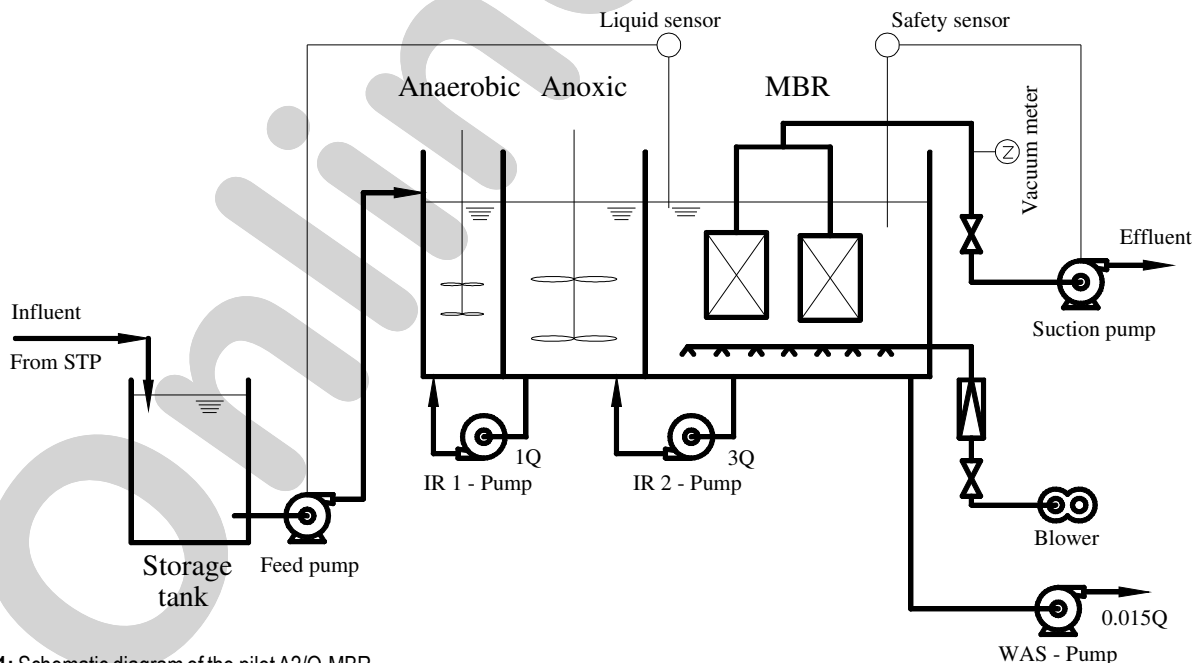 Liquid sensor
Safety sensor
Anaerobic
Anoxic
MBR
Vacuum meter
Z
Effluent
Suction pump
Influent
From STP
1Q
3Q
IR 1 - Pump
IR 2 - Pump
Blower
Storage
tank
Feed pump
0.015Q
WAS - Pump
1: Schematic diagram of the pilot A2/O-MBR
Onlin